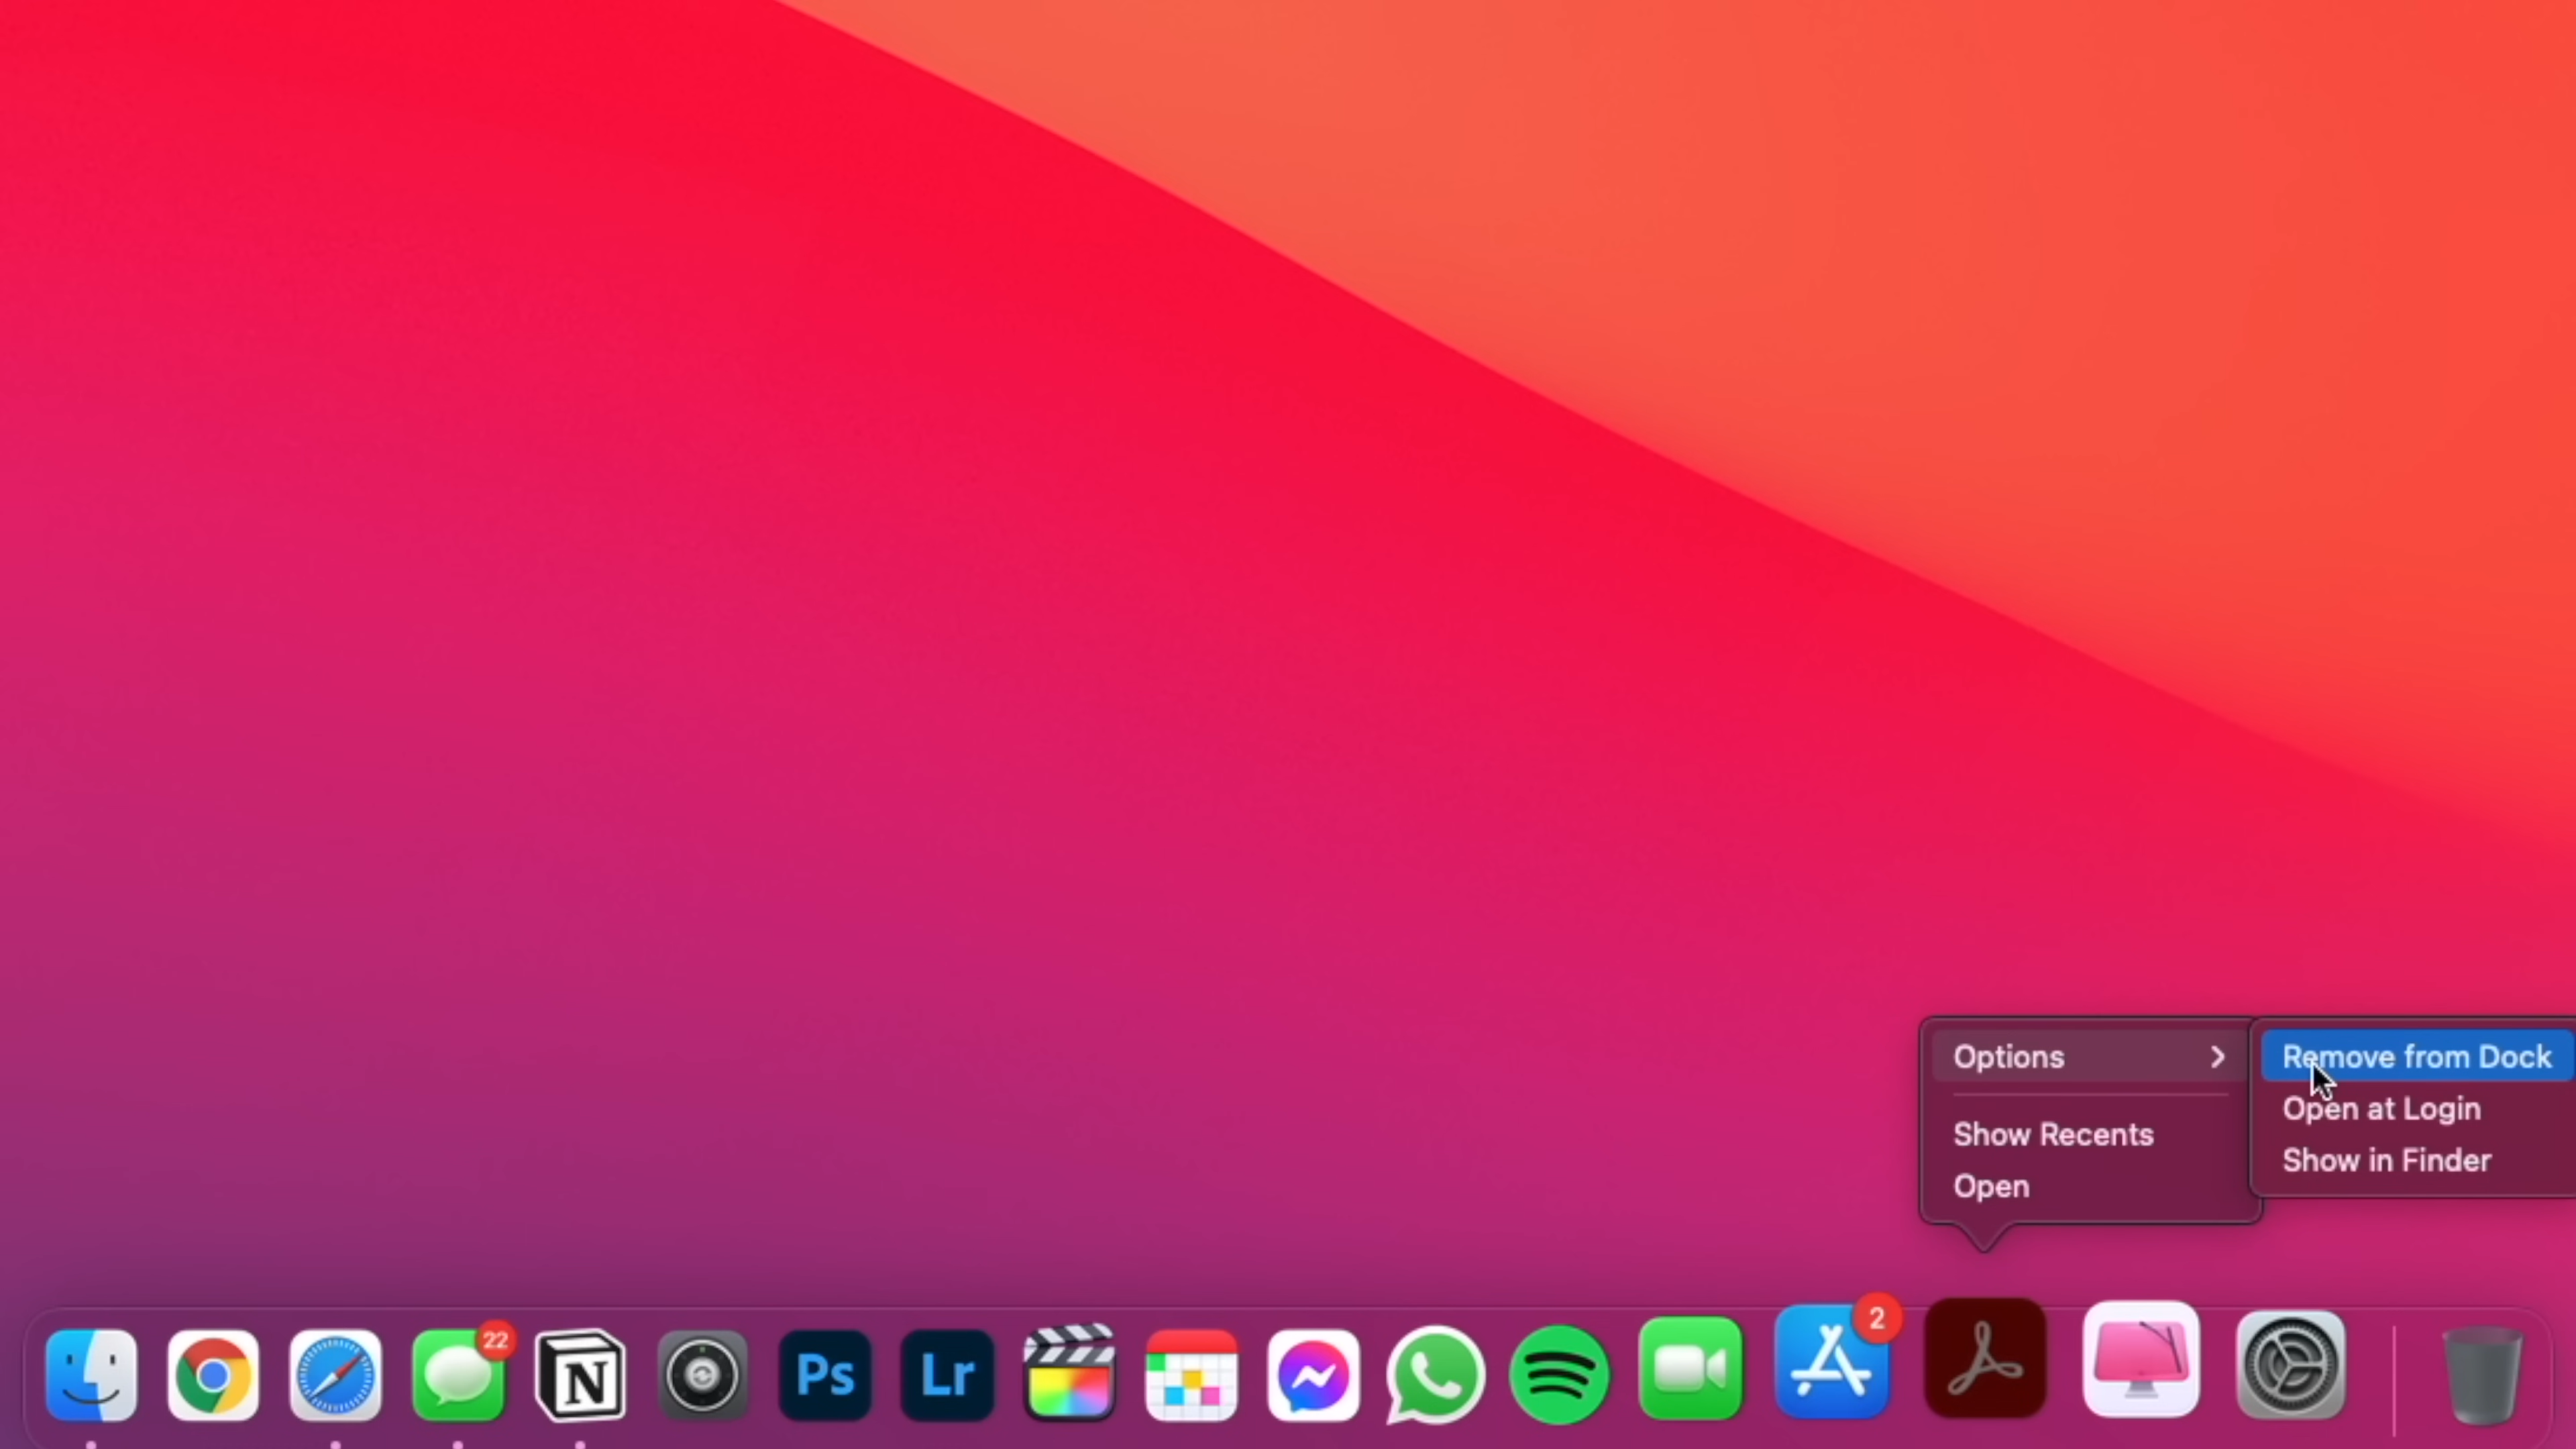 Options
Remove from Dock
Open at Login
Show Recents
Show in Finder
Open
22
N
Ps
Lr
2